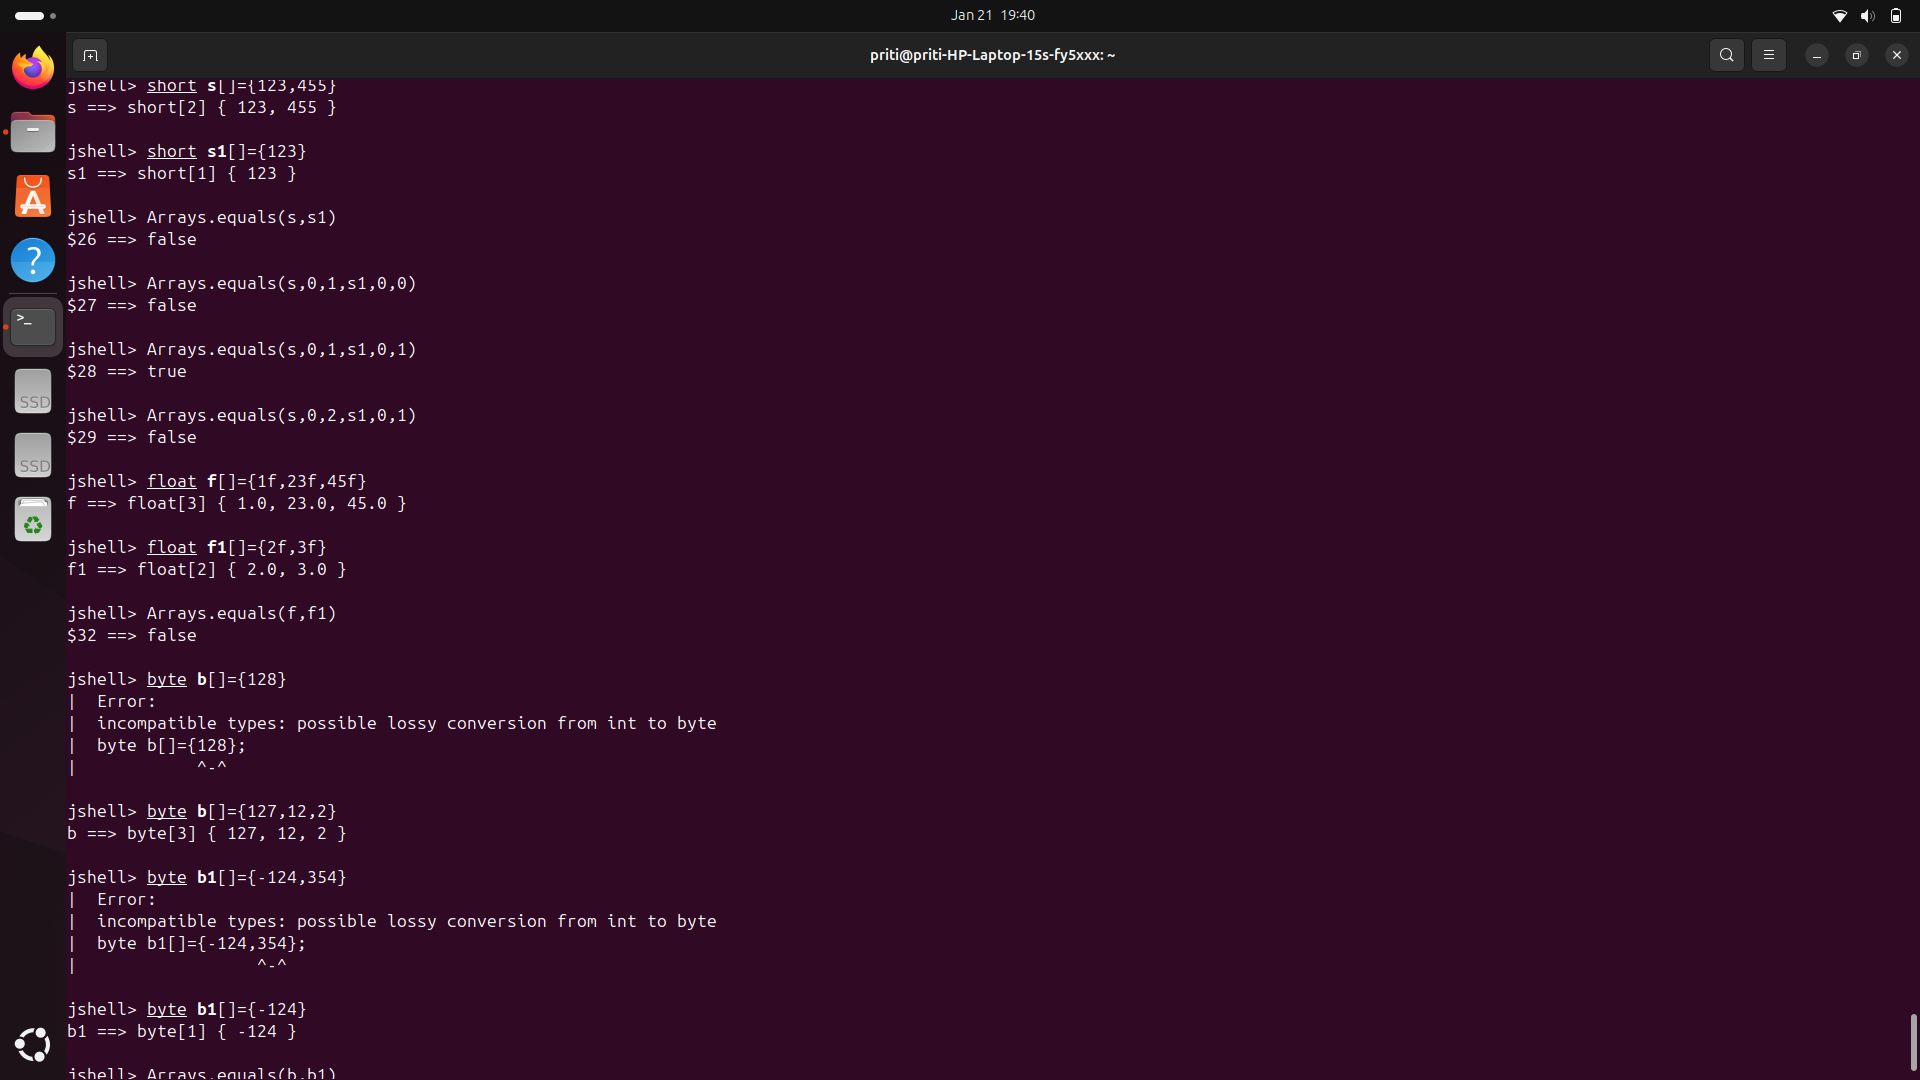 Jan 21 19:40
priti@priti-HP-Laptop-15s-fy5xxx: ~
jshell> short s[]={123,455}
s ==> short[2] { 123, 455 }
jshell> short s1[]={123}
s1 ==> short[1] { 123 }
jshell> Arrays.equals(s,s1)
$26 ==> false
jshell> Arrays.equals(s,0,1,s1,0,0)
$27 ==> false
jshell> Arrays.equals(s,0,1,s1,0,1)
$28 ==> true
jshell> Arrays.equals(s,0,2,s1,0,1)
$29 ==> false
jshell> float f[]={1f,23f,45f}
f ==> float[3] { 1.0, 23.0, 45.0 }
jshell> float f1[]={2f,3f}
f1 ==> float[2] { 2.0, 3.0 }
jshell> Arrays.equals(f,f1)
$32 ==> false
jshell> byte b[]={128}
|  Error:
|  incompatible types: possible lossy conversion from int to byte
|  byte b[]={128};
|            ^-^
jshell> byte b[]={127,12,2}
b ==> byte[3] { 127, 12, 2 }
jshell> byte b1[]={-124,354}
|  Error:
|  incompatible types: possible lossy conversion from int to byte
|  byte b1[]={-124,354};
|                  ^-^
jshell> byte b1[]={-124}
b1 ==> byte[1] { -124 }
jshell> Arrays.equals(b,b1)
SSD
SSD